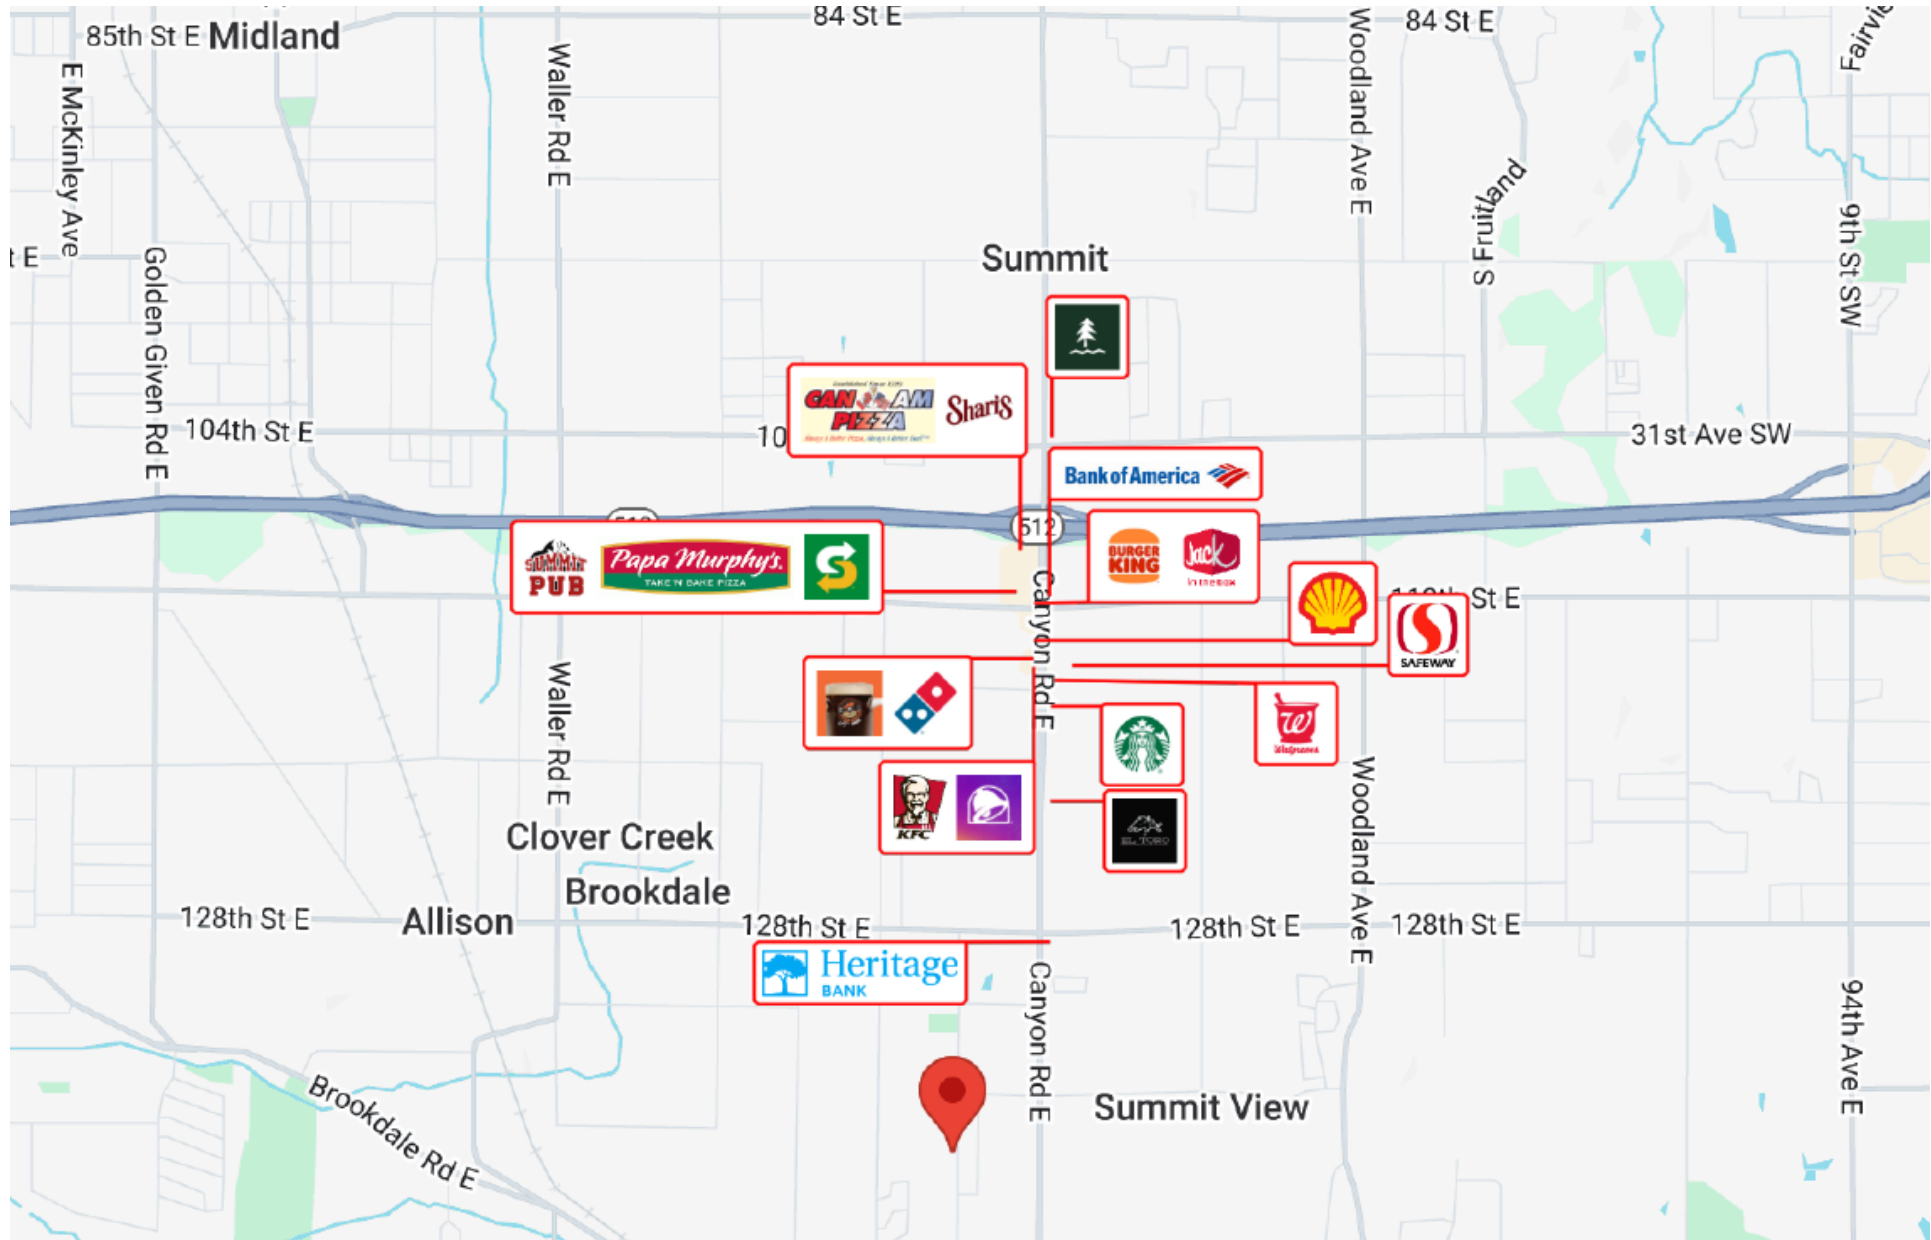 84 St E
84 St E
85th St E
Midland
E McKinley Ave
Waller Rd E
Woodland Ave E
S Fruitland
9th St SW
t E
Golden Given Rd E
Summit
CAN AM
PIZZA
Shari's
104th St E
10
31st Ave SW
Bank of America
512
SUMMIT
PUB
Papa Murphy's.
TAKE 'N' BAKE PIZZA
BURGER
KING
Jack
in the box
St E
Canyon Rd E
SAFEWAY
Walgreens
Waller Rd E
KFC
EL TORO
Woodland Ave E
Clover Creek
Brookdale
Allison
128th St E
128th St E
128th St E
128th St E
Heritage
BANK
Canyon Rd E
94th Ave E
Brookdale Rd E
Summit View